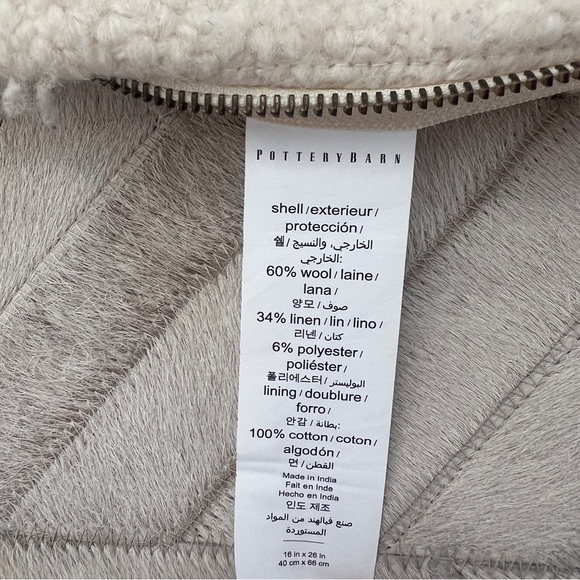 POTTERYBARN
shell / exterieur /
protección /
쉘 / الخارجي، والنسيج
الخارجي:
60% wool / laine /
lana /
양모 / صوف /
34% linen / lin / lino /
리넨 / كتان /
6% polyester /
poliéster /
폴리에스터 / البوليستر /
lining / doublure /
forro /
안감 / بطانة:
100% cotton / coton /
algodón /
면 / القطن /
Made in India
Fait en Inde
Hecho en India
인도 제조
صنع فيالهند من المواد
المستوردة
16 in x 26 in
40 cm x 66 cm